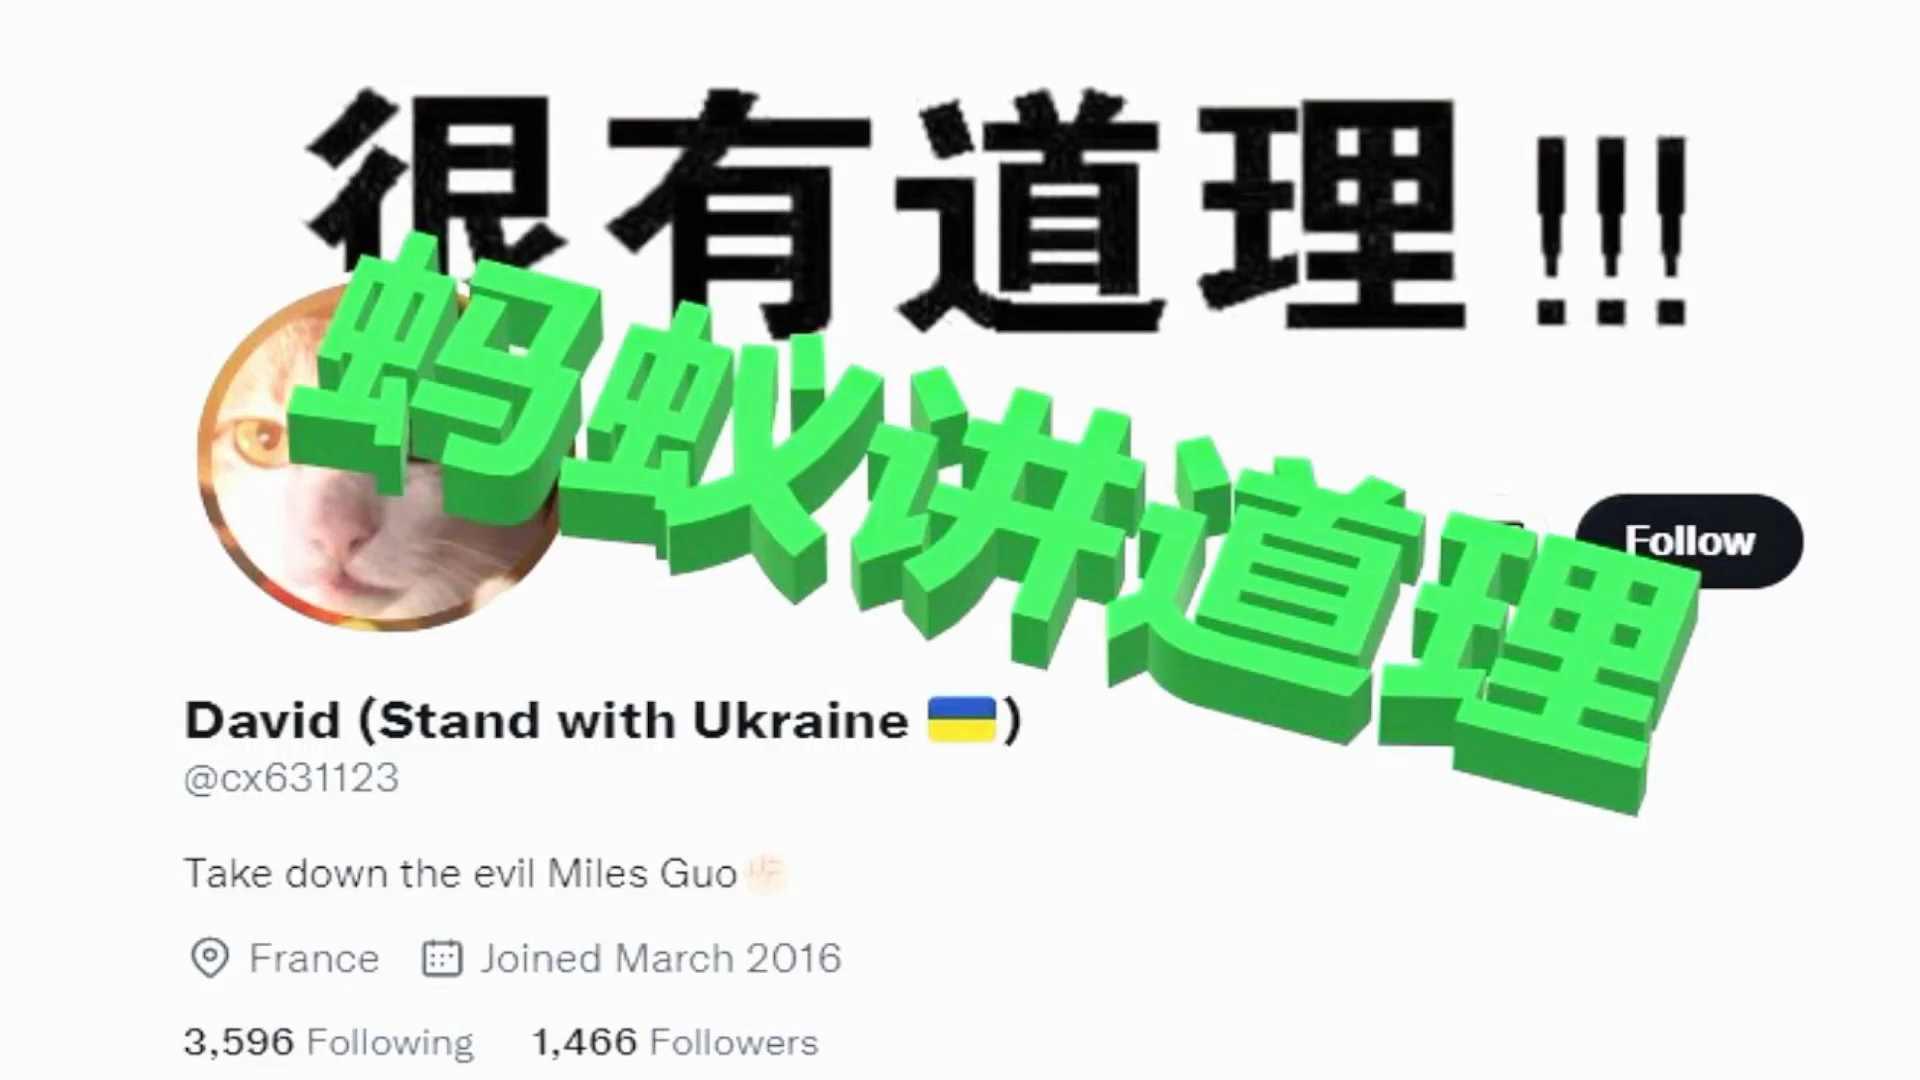 很有道理!!!
蚂蚁讲道理
Follow
David (Stand with Ukraine 🇺🇦)
@cx631123
Take down the evil Miles Guo
France Joined March 2016
3,596 Following 1,466 Followers